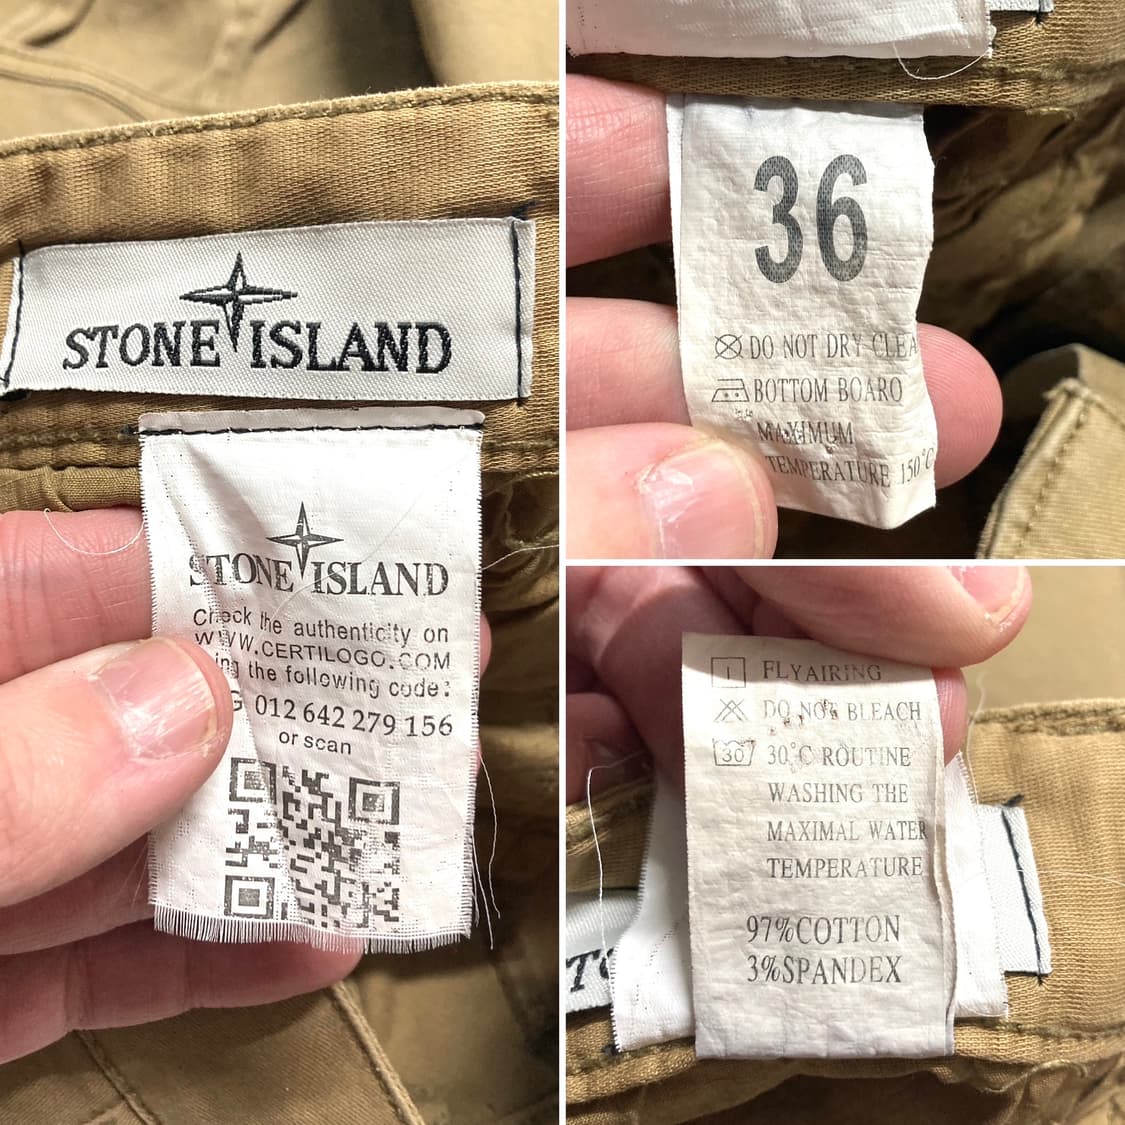 STONE ISLAND
STONE ISLAND
Check the authenticity on
WWW.CERTILOGO.COM
the following code:
012 642 279 156
or scan
36
DO NOT DRY CLEA
BOTTOM BOARO
MAXIMUM
TEMPERATURE 150°C
FLYAIRING
DO NOT BLEACH
30 30°C ROUTINE
WASHING THE
MAXIMAL WATER
TEMPERATURE
97%COTTON
3%SPANDEX